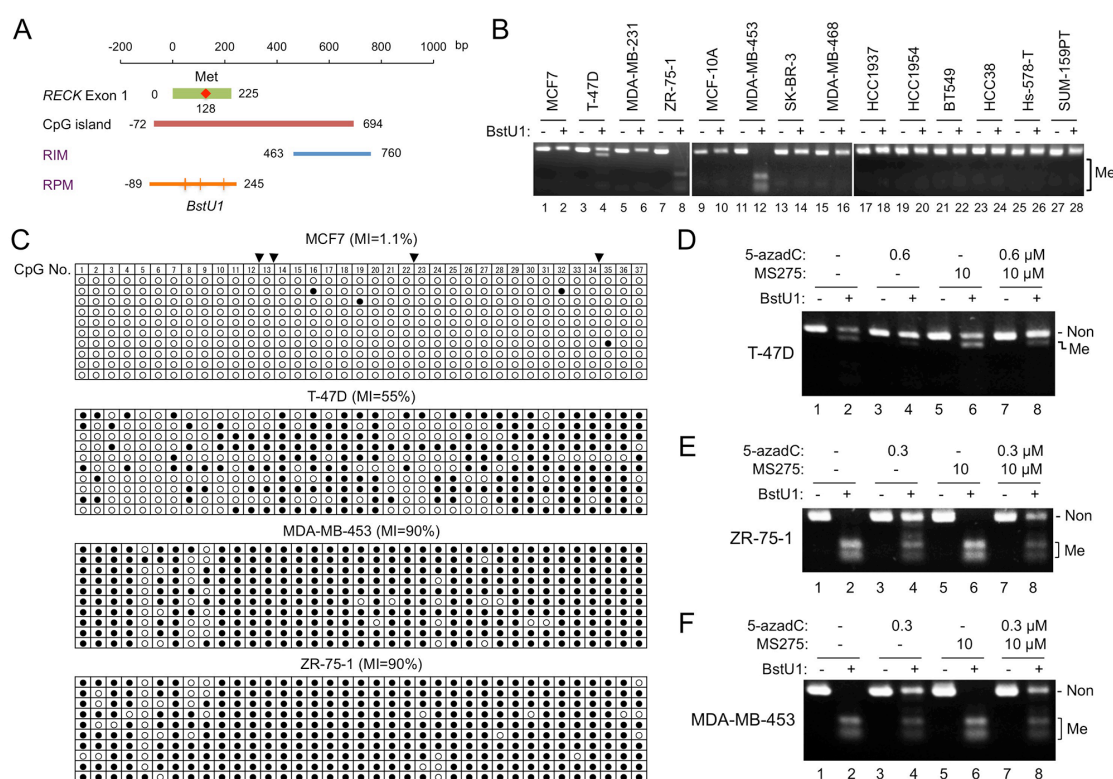 A
-200 0 200 400 600 800 1000 bp
Met
RECK Exon 1 0 225
128
CpG island -72 694
RIM 463 760
RPM -89 245
BstU1
B
MCF7 T-47D MDA-MB-231 ZR-75-1 MCF-10A MDA-MB-453 SK-BR-3 MDA-MB-468 HCC1937 HCC1954 BT549 HCC38 Hs-578-T SUM-159PT
BstU1: - + - + - + - + - + - + - + - + - + - + - + - + - + - +
Me
1 2 3 4 5 6 7 8 9 10 11 12 13 14 15 16 17 18 19 20 21 22 23 24 25 26 27 28
C
MCF7 (MI=1.1%)
CpG No. 1 2 3 4 5 6 7 8 9 10 11 12 13 14 15 16 17 18 19 20 21 22 23 24 25 26 27 28 29 30 31 32 33 34 35 36 37
T-47D (MI=55%)
MDA-MB-453 (MI=90%)
ZR-75-1 (MI=90%)
D
5-azadC: - 0.6 - 0.6 μM
MS275: - - 10 10 μM
BstU1: - + - + - + - +
- Non
Me
T-47D
1 2 3 4 5 6 7 8
E
5-azadC: - 0.3 - 0.3 μM
MS275: - - 10 10 μM
BstU1: - + - + - + - +
- Non
ZR-75-1
Me
1 2 3 4 5 6 7 8
F
5-azadC: - 0.3 - 0.3 μM
MS275: - - 10 10 μM
BstU1: - + - + - + - +
- Non
MDA-MB-453
Me
1 2 3 4 5 6 7 8